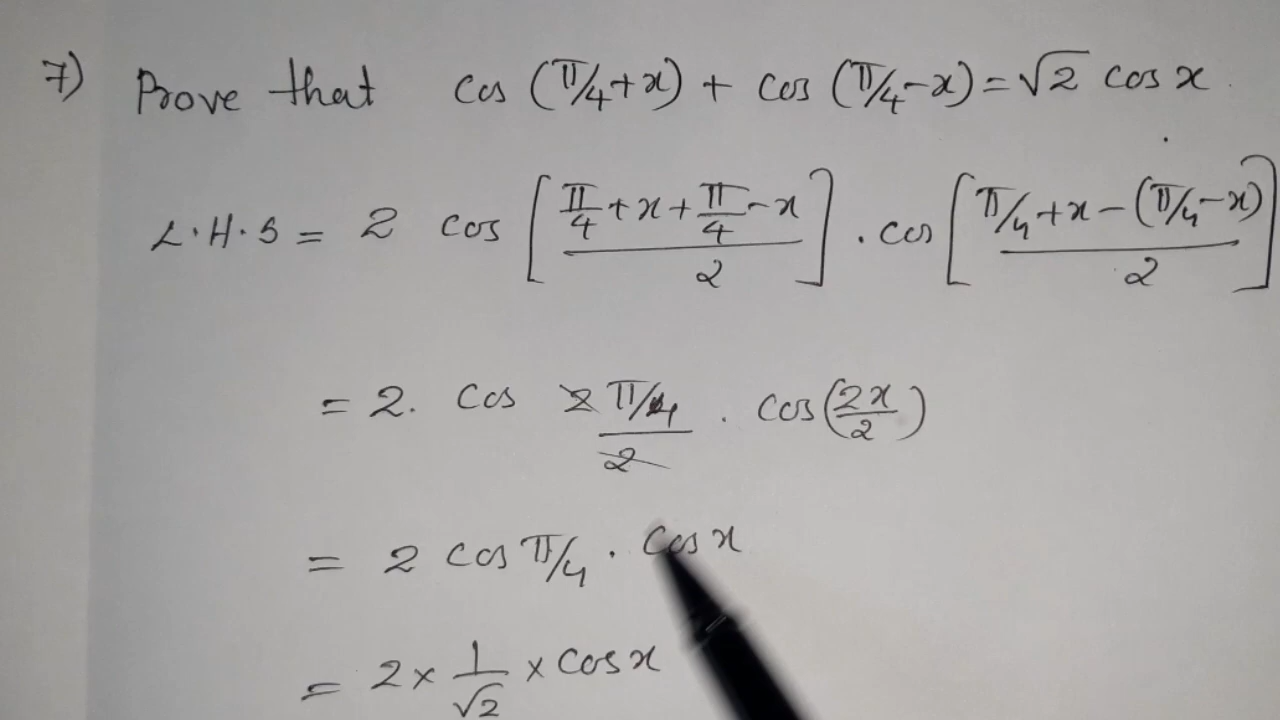 7) Prove that cos (π/4+x) + cos (π/4-x) = √2 cos x
L.H.S = 2 cos [(π/4 + x + π/4 - x)/2] . cos [(π/4 + x - (π/4 - x))/2]
= 2. cos (2 π/4)/2 . cos (2x/2)
= 2 cos π/4 . cos x
= 2 × 1/√2 × cos x